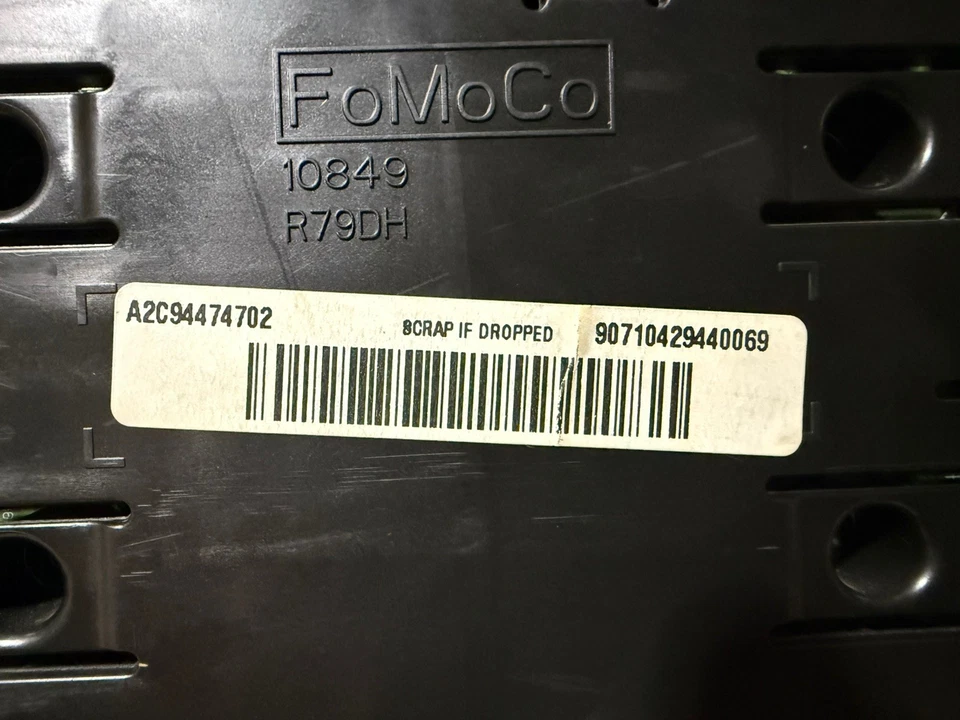 FoMoCo
10849
R79DH
A2C94474702 SCRAP IF DROPPED 90710429440069